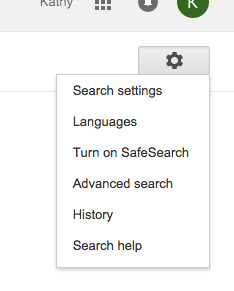 Kathy
K
Search settings
Languages
Turn on SafeSearch
Advanced search
History
Search help